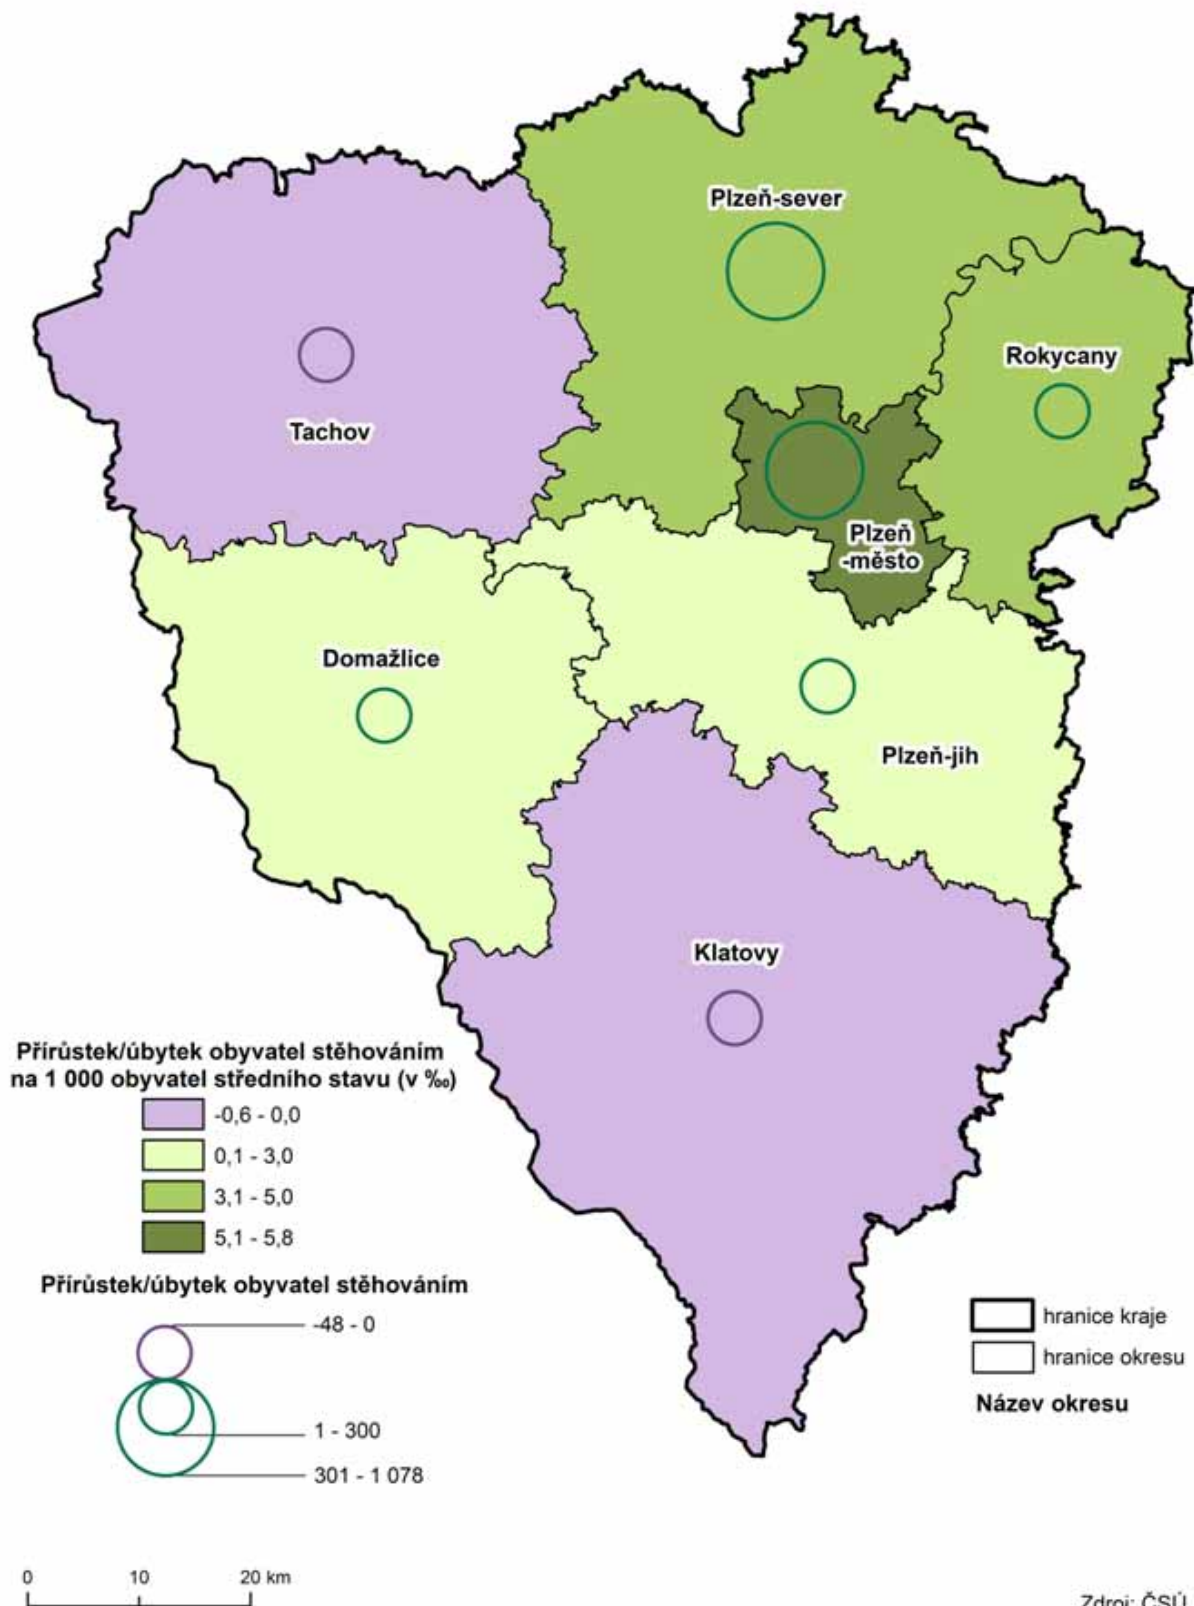 Plzeň-sever
Rokycany
Tachov
Plzeň
-město
Domažlice
Plzeň-jih
Klatovy
Přírůstek/úbytek obyvatel stěhováním
na 1 000 obyvatel středního stavu (v ‰)
-0,6 - 0,0
0,1 - 3,0
3,1 - 5,0
5,1 - 5,8
Přírůstek/úbytek obyvatel stěhováním
-48 - 0
1 - 300
301 - 1 078
hranice kraje
hranice okresu
Název okresu
0 10 20 km
Zdroj: ČSÚ